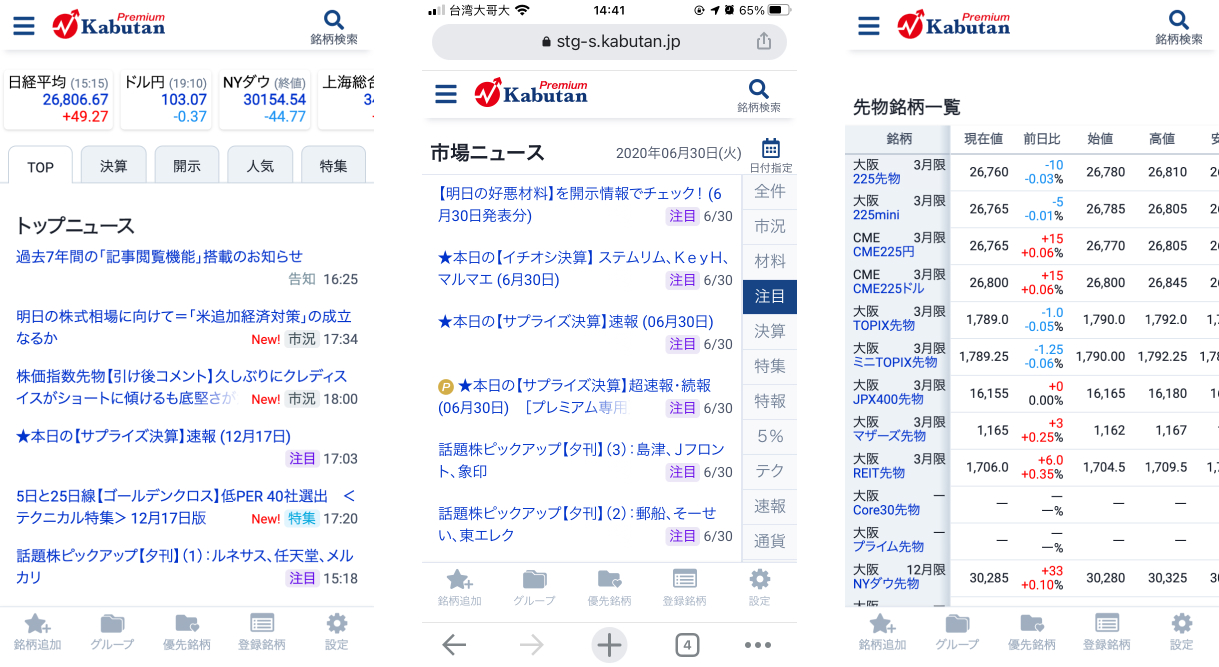 Premium
Kabutan
銘柄検索
日経平均 (15:15)
26,806.67
+49.27
ドル円 (19:10)
103.07
-0.37
NYダウ (終値)
30154.54
-44.77
上海総合
34
TOP
決算
開示
人気
特集
トップニュース
過去7年間の「記事閲覧機能」搭載のお知らせ
告知 16:25
明日の株式相場に向けて＝「米追加経済対策」の成立
なるか New! 市況 17:34
株価指数先物【引け後コメント】久しぶりにクレディス
イスがショートに傾けるも底堅さが New! 市況 18:00
★本日の【サプライズ決算】速報 (12月17日)
注目 17:03
5日と25日線【ゴールデンクロス】低PER 40社選出　＜
テクニカル特集＞ 12月17日版 New! 特集 17:20
話題株ピックアップ【夕刊】（1）：ルネサス、任天堂、メル
カリ 注目 15:18
銘柄追加
グループ
優先銘柄
登録銘柄
設定
台湾大哥大
14:41
65%
stg-s.kabutan.jp
Premium
Kabutan
銘柄検索
市場ニュース
2020年06月30日(火)
日付指定
【明日の好悪材料】を開示情報でチェック！ (6
月30日発表分) 注目 6/30
★本日の【イチオシ決算】 ステムリム、ＫｅｙＨ、
マルマエ (6月30日) 注目 6/30
★本日の【サプライズ決算】速報 (06月30日)
注目 6/30
P ★本日の【サプライズ決算】超速報・続報
(06月30日)　［プレミアム専用 注目 6/30
話題株ピックアップ【夕刊】（3）：島津、Ｊフロン
ト、象印 注目 6/30
話題株ピックアップ【夕刊】（2）：郵船、そーせ
い、東エレク 注目 6/30
全件
市況
材料
注目
決算
特集
特報
５％
テク
速報
通貨
銘柄追加
グループ
優先銘柄
登録銘柄
設定
4
Premium
Kabutan
銘柄検索
先物銘柄一覧
銘柄 現在値 前日比 始値 高値 安
大阪 3月限
225先物 26,760 -10 -0.03% 26,780 26,810 2
大阪 3月限
225mini 26,765 -5 -0.01% 26,785 26,805 2
CME 3月限
CME225円 26,765 +15 +0.06% 26,770 26,805 2
CME 3月限
CME225ドル 26,800 +15 +0.06% 26,800 26,845 2
大阪 3月限
TOPIX先物 1,789.0 -1.0 -0.05% 1,790.0 1,792.0 1,7
大阪 3月限
ミニTOPIX先物 1,789.25 -1.25 -0.06% 1,790.00 1,792.25 1,78
大阪 3月限
JPX400先物 16,155 +0 0.00% 16,165 16,180 1
大阪 3月限
マザーズ先物 1,165 +3 +0.25% 1,162 1,167
大阪 3月限
REIT先物 1,706.0 +6.0 +0.35% 1,704.5 1,709.5 1,7
大阪 —
Core30先物 — — —% — —
大阪 —
プライム先物 — — —% — —
大阪 12月限
NYダウ先物 30,285 +33 +0.10% 30,280 30,325 3
大阪
銘柄追加
グループ
優先銘柄
登録銘柄
設定